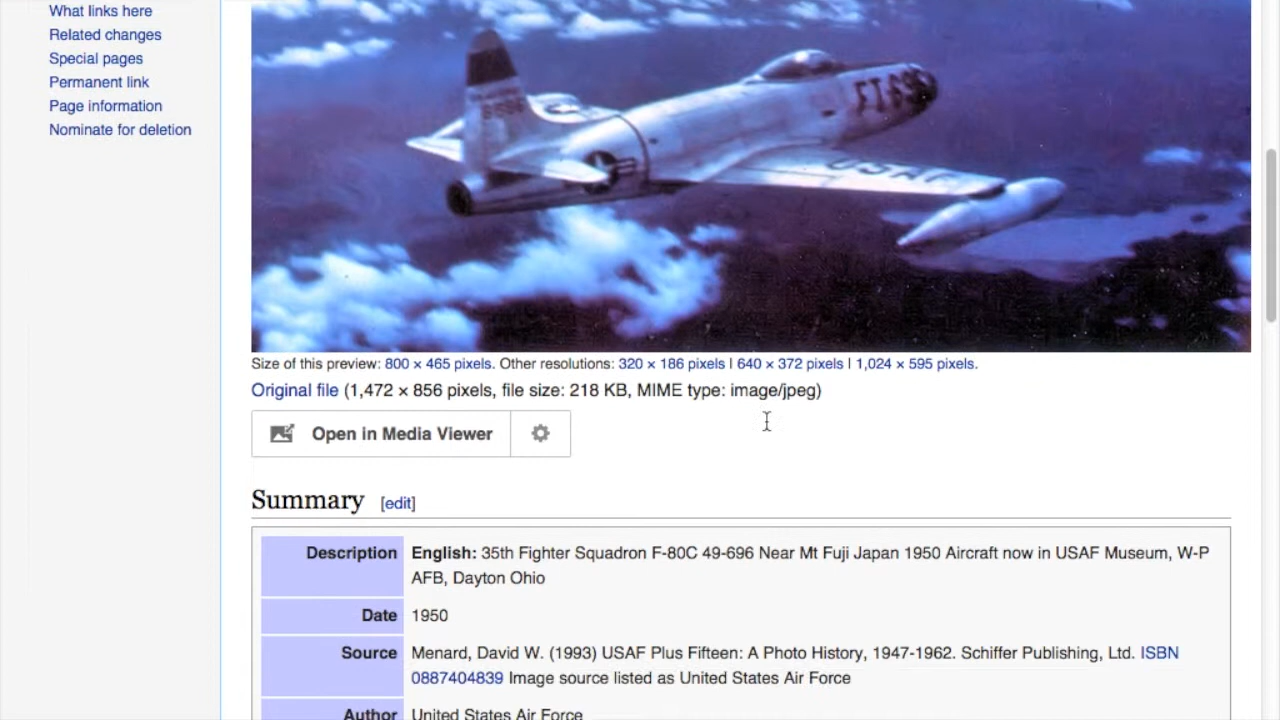 What links here
Related changes
Special pages
Permanent link
Page information
Nominate for deletion
USAF
Size of this preview: 800 × 465 pixels. Other resolutions: 320 × 186 pixels | 640 × 372 pixels | 1,024 × 595 pixels.
Original file (1,472 × 856 pixels, file size: 218 KB, MIME type: image/jpeg)
Open in Media Viewer
Summary [edit]
Description English: 35th Fighter Squadron F-80C 49-696 Near Mt Fuji Japan 1950 Aircraft now in USAF Museum, W-P
AFB, Dayton Ohio
Date 1950
Source Menard, David W. (1993) USAF Plus Fifteen: A Photo History, 1947-1962. Schiffer Publishing, Ltd. ISBN
0887404839 Image source listed as United States Air Force
Author United States Air Force